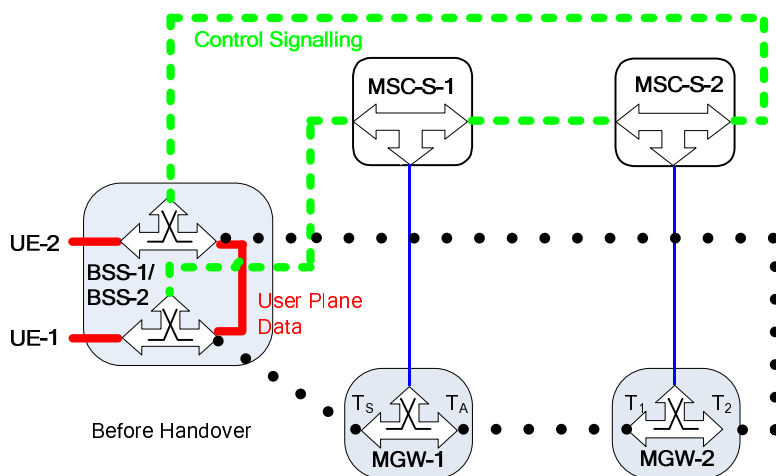 Control Signalling
MSC-S-1
MSC-S-2
UE-2
BSS-1/
BSS-2
User Plane
Data
UE-1
Before Handover
TS
TA
MGW-1
T1
T2
MGW-2